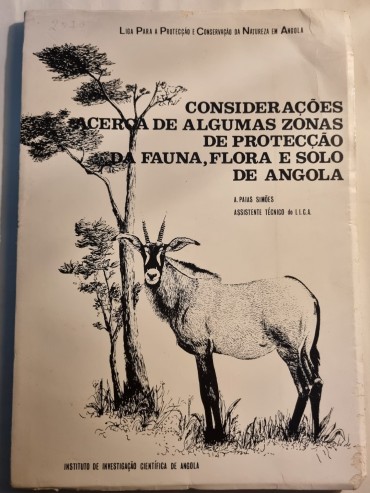 Liga Para a Protecção e Conservação da Natureza em Angola
CONSIDERAÇÕES
ACERCA DE ALGUMAS ZONAS
DE PROTECÇÃO
DA FAUNA, FLORA E SOLO
DE ANGOLA
A. PAIAS SIMÕES
ASSISTENTE TÉCNICO do I.I.C.A.
INSTITUTO DE INVESTIGAÇÃO CIENTÍFICA DE ANGOLA